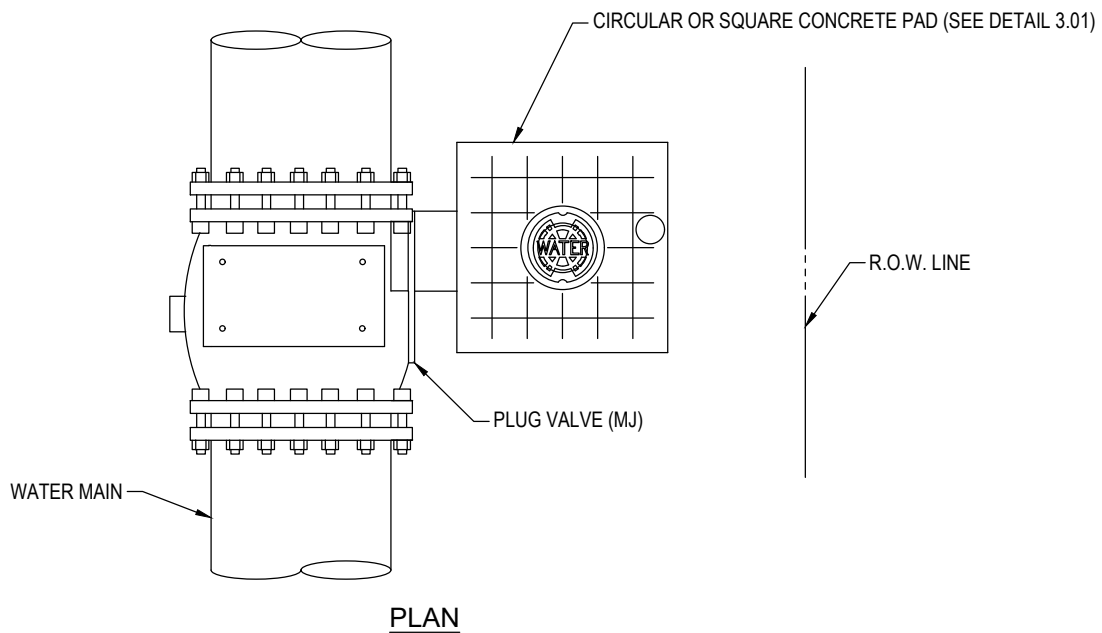 CIRCULAR OR SQUARE CONCRETE PAD (SEE DETAIL 3.01)
WATER
R.O.W. LINE
PLUG VALVE (MJ)
WATER MAIN
PLAN